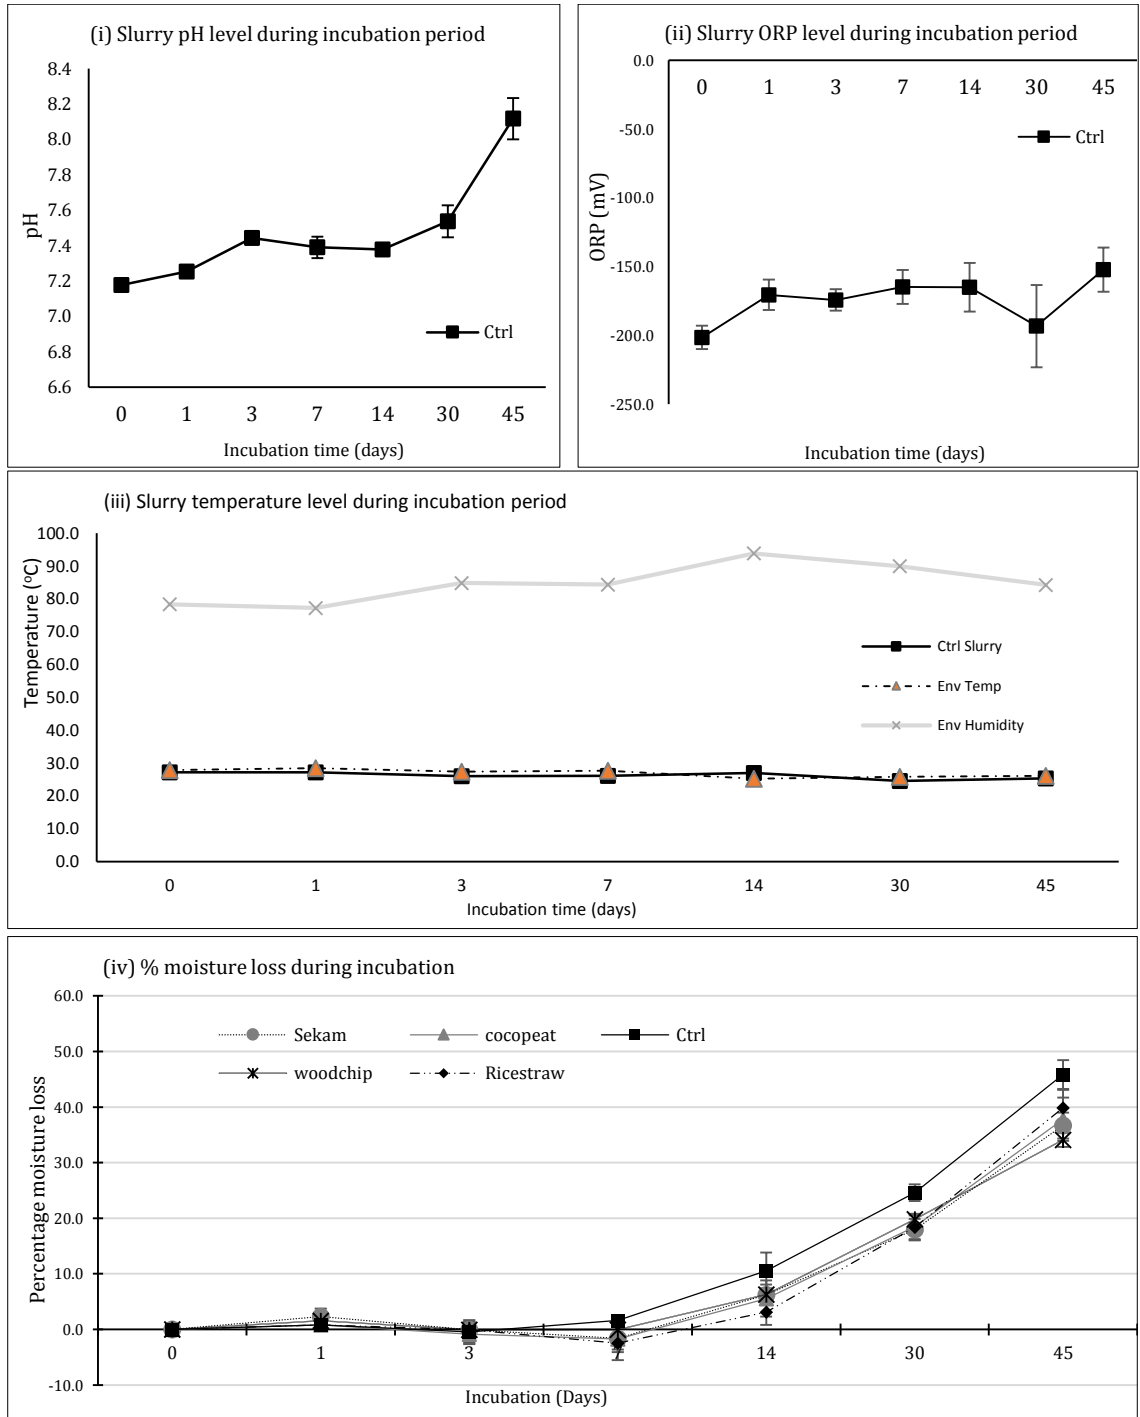 (i) Slurry pH level during incubation period
8.4
8.2
8.0
7.8
7.6
7.4
7.2
7.0
6.8
6.6
pH
Ctrl
0 1 3 7 14 30 45
Incubation time (days)
(ii) Slurry ORP level during incubation period
0.0
-50.0
-100.0
-150.0
-200.0
-250.0
ORP (mV)
0 1 3 7 14 30 45
Ctrl
Incubation time (days)
(iii) Slurry temperature level during incubation period
100.0
90.0
80.0
70.0
60.0
50.0
40.0
30.0
20.0
10.0
0.0
Temperature (°C)
Ctrl Slurry
Env Temp
Env Humidity
0 1 3 7 14 30 45
Incubation time (days)
(iv) % moisture loss during incubation
60.0
50.0
40.0
30.0
20.0
10.0
0.0
-10.0
Percentage moisture loss
Sekam cocopeat Ctrl
woodchip Ricestraw
0 1 3 7 14 30 45
Incubation (Days)